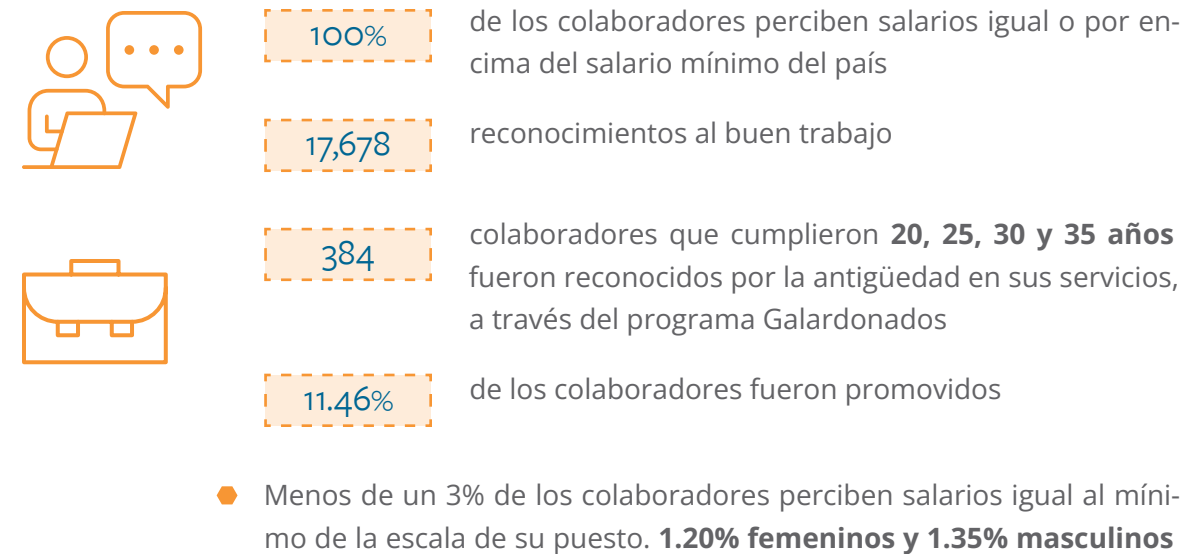 100%
de los colaboradores perciben salarios igual o por en-
cima del salario mínimo del país
17,678
reconocimientos al buen trabajo
384
colaboradores que cumplieron 20, 25, 30 y 35 años
fueron reconocidos por la antigüedad en sus servicios,
a través del programa Galardonados
11.46%
de los colaboradores fueron promovidos
Menos de un 3% de los colaboradores perciben salarios igual al míni-
mo de la escala de su puesto. 1.20% femeninos y 1.35% masculinos